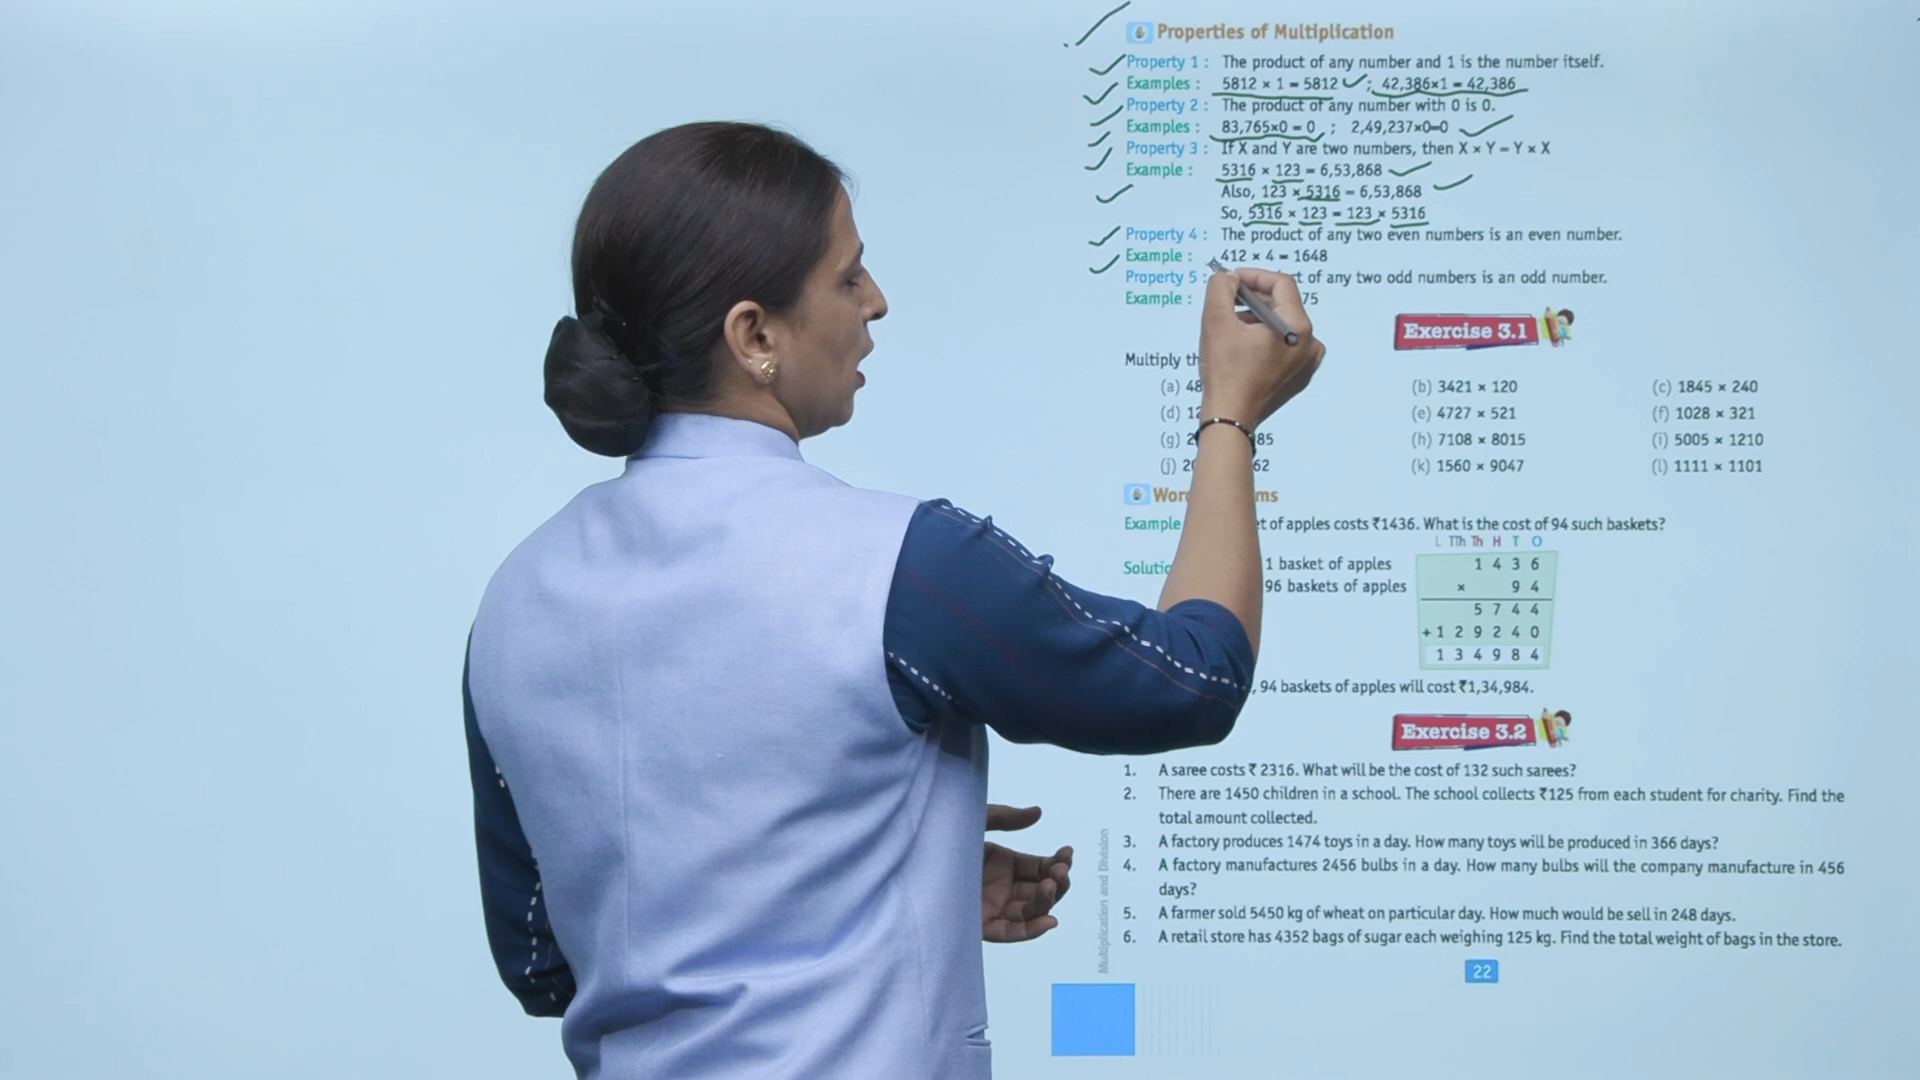 Properties of Multiplication
Property 1 : The product of any number and 1 is the number itself.
Examples : 5812 × 1 = 5812 ; 42,386×1 = 42,386
Property 2 : The product of any number with 0 is 0.
Examples : 83,765×0 = 0 ; 2,49,237×0=0
Property 3 : If X and Y are two numbers, then X × Y = Y × X
Example : 5316 × 123 = 6,53,868
Also, 123 × 5316 = 6,53,868
So, 5316 × 123 = 123 × 5316
Property 4 : The product of any two even numbers is an even number.
Example : 412 × 4 = 1648
Property 5 : of any two odd numbers is an odd number.
Example : 75
Exercise 3.1
Multiply
(a) 48 (b) 3421 × 120 (c) 1845 × 240
(d) 12 (e) 4727 × 521 (f) 1028 × 321
(g) 2 85 (h) 7108 × 8015 (i) 5005 × 1210
(j) 20 62 (k) 1560 × 9047 (l) 1111 × 1101
Example of apples costs ₹1436. What is the cost of 94 such baskets?
L TTh Th H T O
1 basket of apples 1 4 3 6
96 baskets of apples × 9 4
5 7 4 4
+ 1 2 9 2 4 0
1 3 4 9 8 4
, 94 baskets of apples will cost ₹1,34,984.
Exercise 3.2
1. A saree costs ₹ 2316. What will be the cost of 132 such sarees?
2. There are 1450 children in a school. The school collects ₹125 from each student for charity. Find the
total amount collected.
3. A factory produces 1474 toys in a day. How many toys will be produced in 366 days?
4. A factory manufactures 2456 bulbs in a day. How many bulbs will the company manufacture in 456
days?
5. A farmer sold 5450 kg of wheat on particular day. How much would be sell in 248 days.
6. A retail store has 4352 bags of sugar each weighing 125 kg. Find the total weight of bags in the store.
Multiplication and Division
22